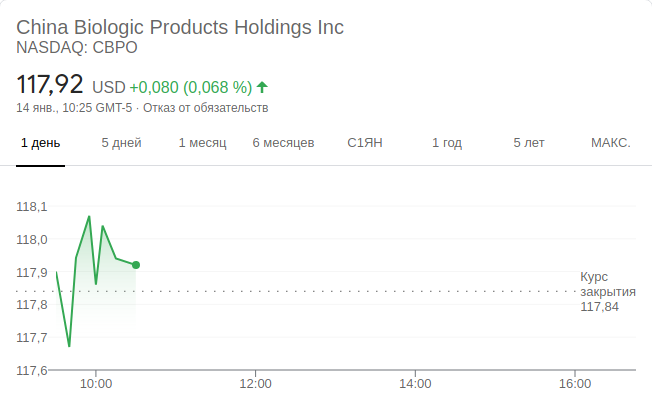 China Biologic Products Holdings Inc
NASDAQ: CBPO
117,92 USD +0,080 (0,068 %)
14 янв., 10:25 GMT-5 · Отказ от обязательств
1 день 5 дней 1 месяц 6 месяцев С1ЯН 1 год 5 лет МАКС.
118,1
118,0
117,9
117,8
117,7
117,6
Курс
закрытия
117,84
10:00 12:00 14:00 16:00